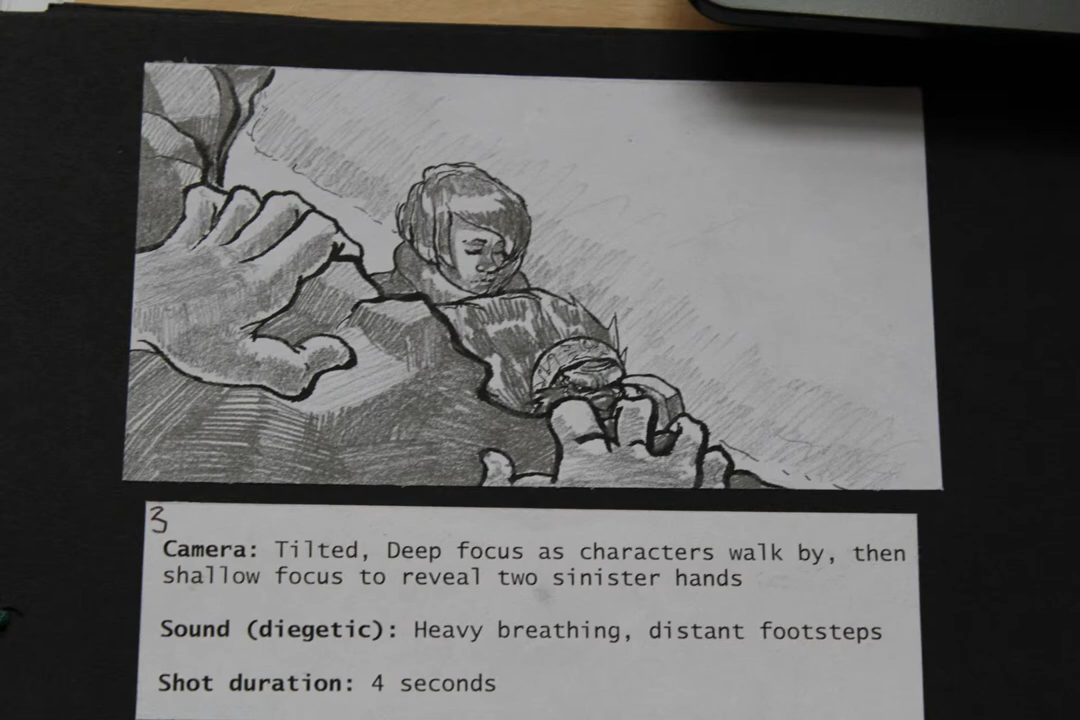 3
Camera: Tilted, Deep focus as characters walk by, then
shallow focus to reveal two sinister hands
Sound (diegetic): Heavy breathing, distant footsteps
Shot duration: 4 seconds